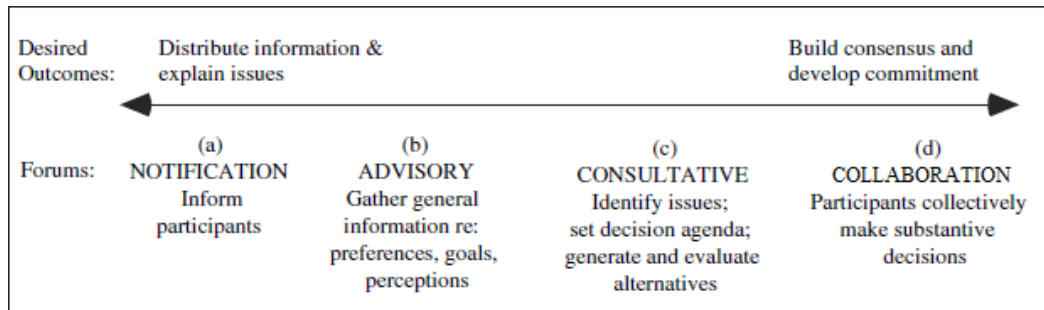 Desired
Outcomes:
Distribute information &
explain issues
Build consensus and
develop commitment
Forums:
(a)
NOTIFICATION
Inform
participants
(b)
ADVISORY
Gather general
information re:
preferences, goals,
perceptions
(c)
CONSULTATIVE
Identify issues;
set decision agenda;
generate and evaluate
alternatives
(d)
COLLABORATION
Participants collectively
make substantive
decisions